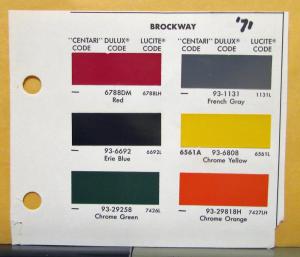 BROCKWAY '71
"CENTARI" DULUX® LUCITE® "CENTARI" DULUX® LUCITE®
CODE CODE CODE CODE CODE CODE
— 6788DM 6788LH — 93-1131 1131L
Red French Gray
— 93-6692 6692L 6561A 93-6808 6561L
Erie Blue Chrome Yellow
— 93-29258 7426L — 93-29818H 7427LH
Chrome Green Chrome Orange